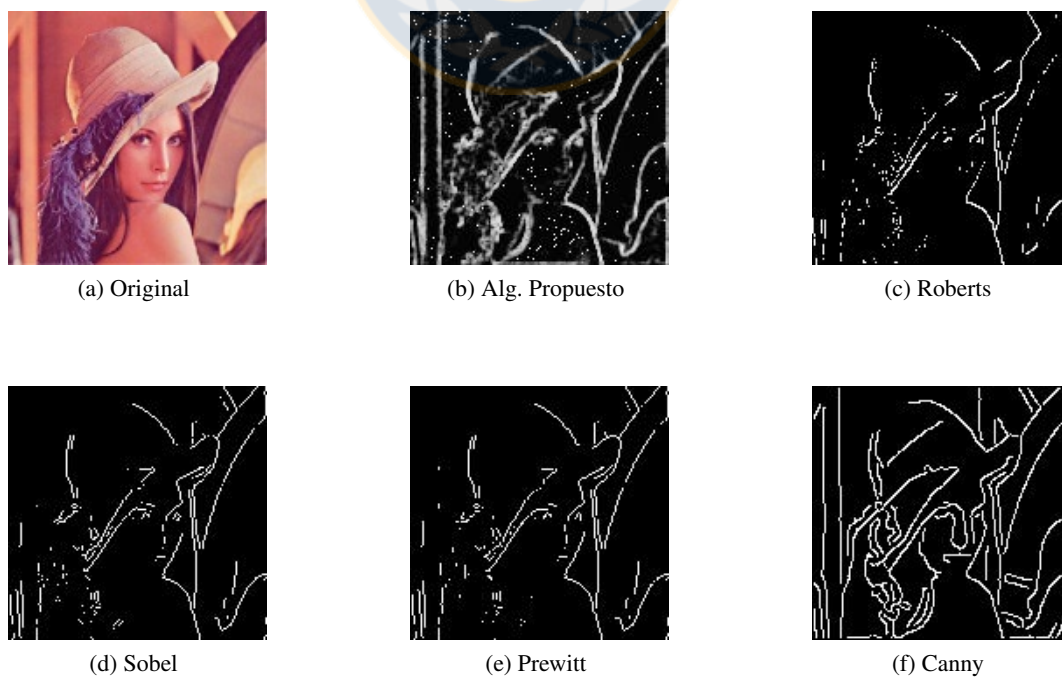 (a) Original
(b) Alg. Propuesto
(c) Roberts
(d) Sobel
(e) Prewitt
(f) Canny